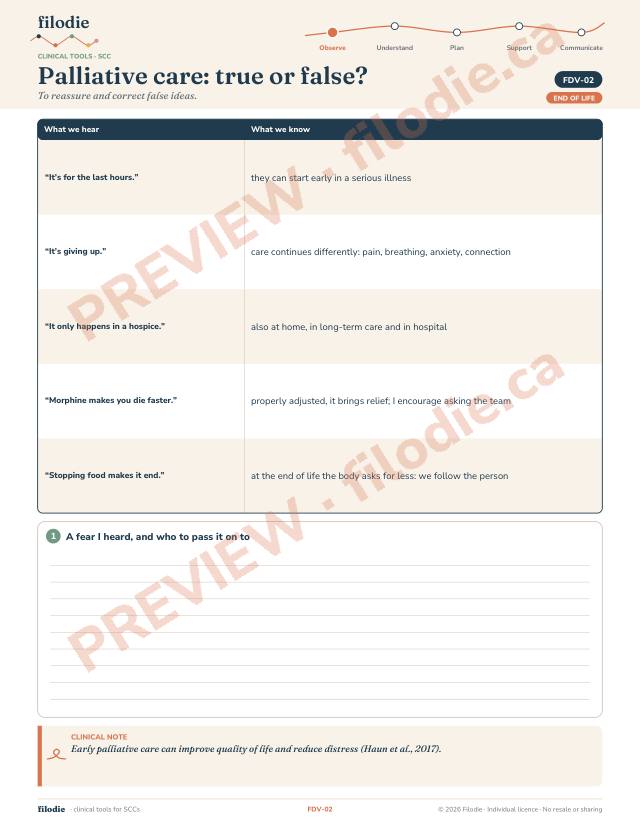 filodie
Observe Understand Plan Support Communicate
CLINICAL TOOLS · SCC
Palliative care: true or false?
To reassure and correct false ideas.
FDV-02
END OF LIFE
What we hear What we know
“It’s for the last hours.” they can start early in a serious illness
“It’s giving up.” care continues differently: pain, breathing, anxiety, connection
“It only happens in a hospice.” also at home, in long-term care and in hospital
“Morphine makes you die faster.” properly adjusted, it brings relief; I encourage asking the team
“Stopping food makes it end.” at the end of life the body asks for less: we follow the person
1 A fear I heard, and who to pass it on to
CLINICAL NOTE
Early palliative care can improve quality of life and reduce distress (Haun et al., 2017).
filodie · clinical tools for SCCs FDV-02 © 2026 Filodie · Individual licence · No resale or sharing
PREVIEW · filodie.ca
PREVIEW · filodie.ca